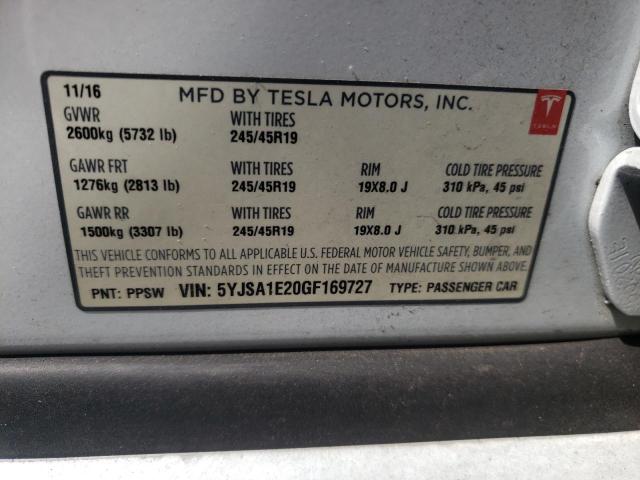 11/16 MFD BY TESLA MOTORS, INC.
GVWR WITH TIRES
2600kg (5732 lb) 245/45R19
TESLA
GAWR FRT WITH TIRES RIM COLD TIRE PRESSURE
1276kg (2813 lb) 245/45R19 19X8.0 J 310 kPa, 45 psi
GAWR RR WITH TIRES RIM COLD TIRE PRESSURE
1500kg (3307 lb) 245/45R19 19X8.0 J 310 kPa, 45 psi
THIS VEHICLE CONFORMS TO ALL APPLICABLE U.S. FEDERAL MOTOR VEHICLE SAFETY, BUMPER, AND
THEFT PREVENTION STANDARDS IN EFFECT ON THE DATE OF MANUFACTURE SHOWN ABOVE.
PNT: PPSW VIN: 5YJSA1E20GF169727 TYPE: PASSENGER CAR